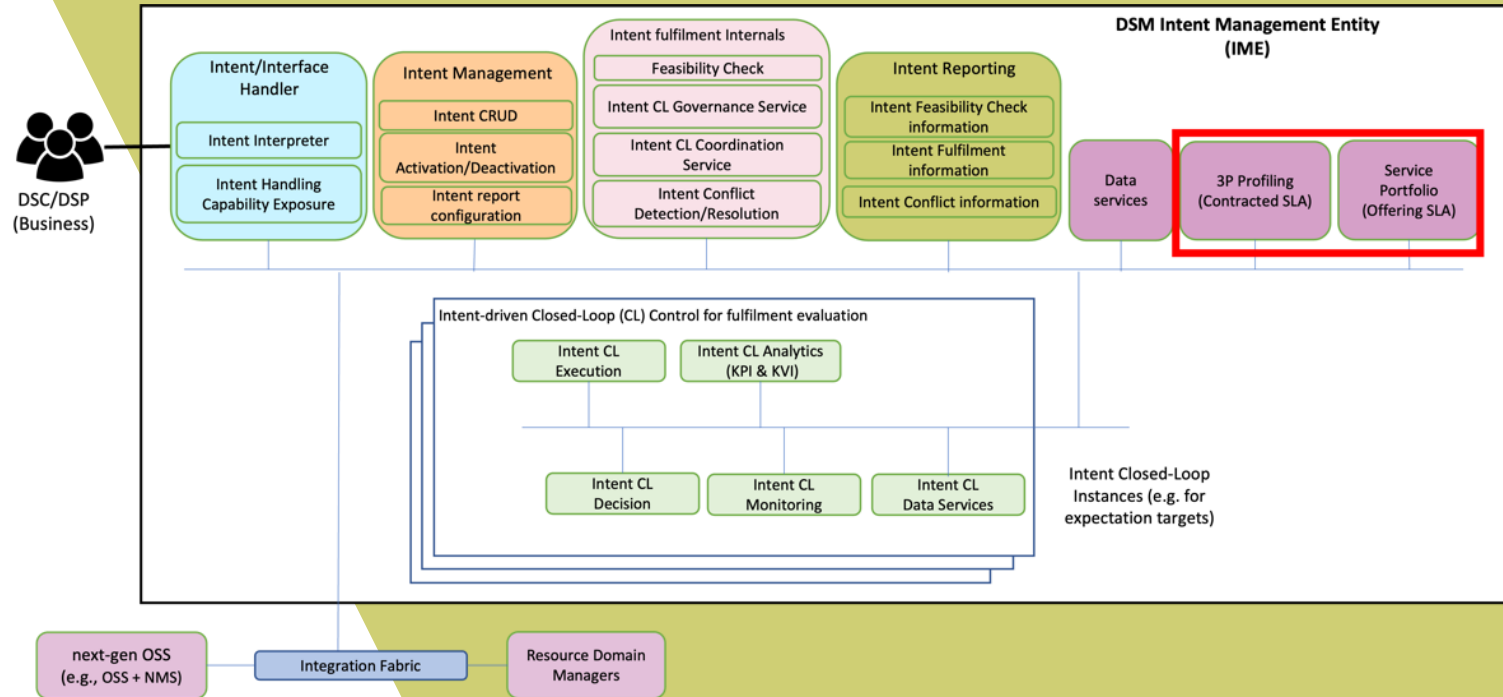 DSM Intent Management Entity
(IME)
DSC/DSP
(Business)
Intent/Interface
Handler
Intent Interpreter
Intent Handling
Capability Exposure
Intent Management
Intent CRUD
Intent
Activation/Deactivation
Intent report
configuration
Intent fulfilment Internals
Feasibility Check
Intent CL Governance Service
Intent CL Coordination
Service
Intent Conflict
Detection/Resolution
Intent Reporting
Intent Feasibility Check
information
Intent Fulfilment
information
Intent Conflict information
Data
services
3P Profiling
(Contracted SLA)
Service
Portfolio
(Offering SLA)
Intent-driven Closed-Loop (CL) Control for fulfilment evaluation
Intent CL
Execution
Intent CL Analytics
(KPI & KVI)
Intent CL
Decision
Intent CL
Monitoring
Intent CL
Data Services
Intent Closed-Loop
Instances (e.g. for
expectation targets)
next-gen OSS
(e.g., OSS + NMS)
Integration Fabric
Resource Domain
Managers